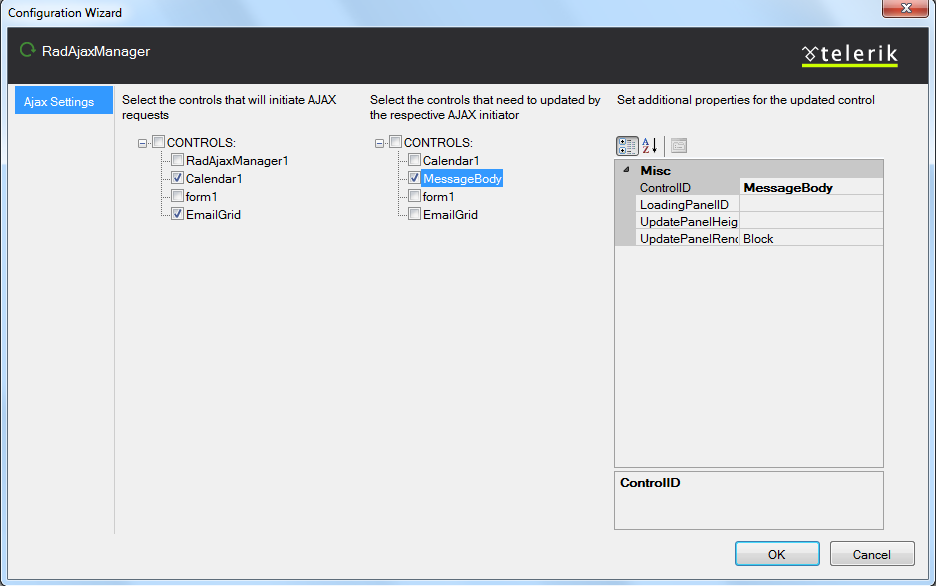 Configuration Wizard
RadAjaxManager
telerik
Ajax Settings
Select the controls that will initiate AJAX
requests
CONTROLS:
RadAjaxManager1
Calendar1
form1
EmailGrid
Select the controls that need to updated by
the respective AJAX initiator
CONTROLS:
Calendar1
MessageBody
form1
EmailGrid
Set additional properties for the updated control
Misc
ControlID MessageBody
LoadingPanelID
UpdatePanelHeig
UpdatePanelRend Block
ControlID
OK
Cancel